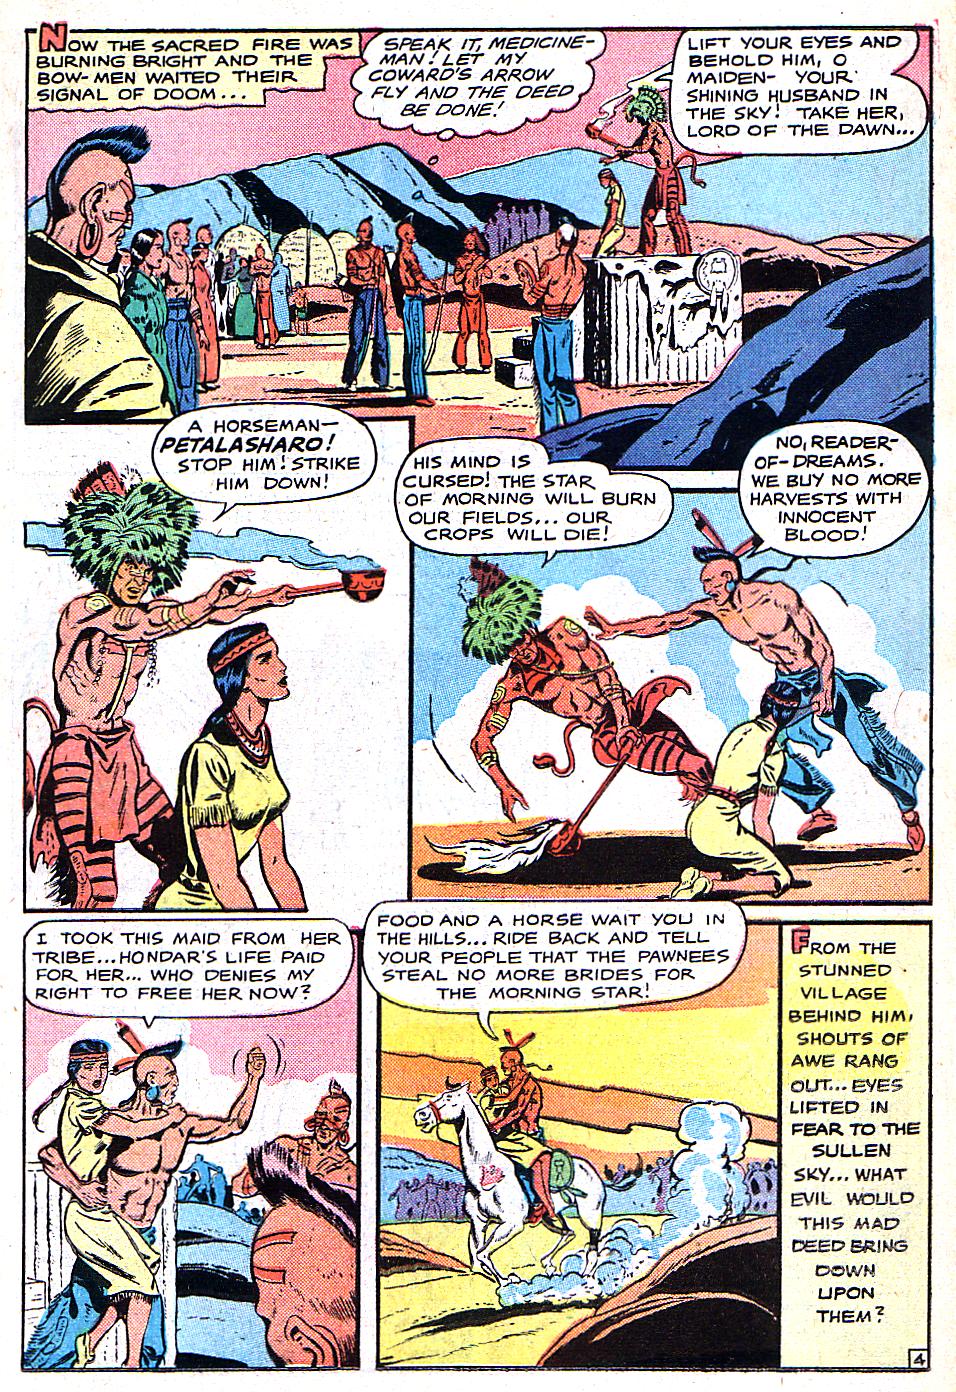 NOW THE SACRED FIRE WAS
BURNING BRIGHT AND THE
BOW-MEN WAITED THEIR
SIGNAL OF DOOM...
SPEAK IT, MEDICINE-
MAN! LET MY
COWARD'S ARROW
FLY AND THE DEED
BE DONE!
LIFT YOUR EYES AND
BEHOLD HIM, O
MAIDEN- YOUR
SHINING HUSBAND IN
THE SKY! TAKE HER,
LORD OF THE DAWN...
A HORSEMAN-
PETALASHARO!
STOP HIM! STRIKE
HIM DOWN!
HIS MIND IS
CURSED! THE STAR
OF MORNING WILL BURN
OUR FIELDS... OUR
CROPS WILL DIE!
NO, READER-
OF-DREAMS.
WE BUY NO MORE
HARVESTS WITH
INNOCENT
BLOOD!
I TOOK THIS MAID FROM HER
TRIBE...HONDAR'S LIFE PAID
FOR HER... WHO DENIES MY
RIGHT TO FREE HER NOW?
FOOD AND A HORSE WAIT YOU IN
THE HILLS... RIDE BACK AND TELL
YOUR PEOPLE THAT THE PAWNEES
STEAL NO MORE BRIDES FOR
THE MORNING STAR!
FROM THE
STUNNED
VILLAGE
BEHIND HIM,
SHOUTS OF
AWE RANG
OUT... EYES
LIFTED IN
FEAR TO THE
SULLEN
SKY... WHAT
EVIL WOULD
THIS MAD
DEED BRING
DOWN
UPON
THEM?
4